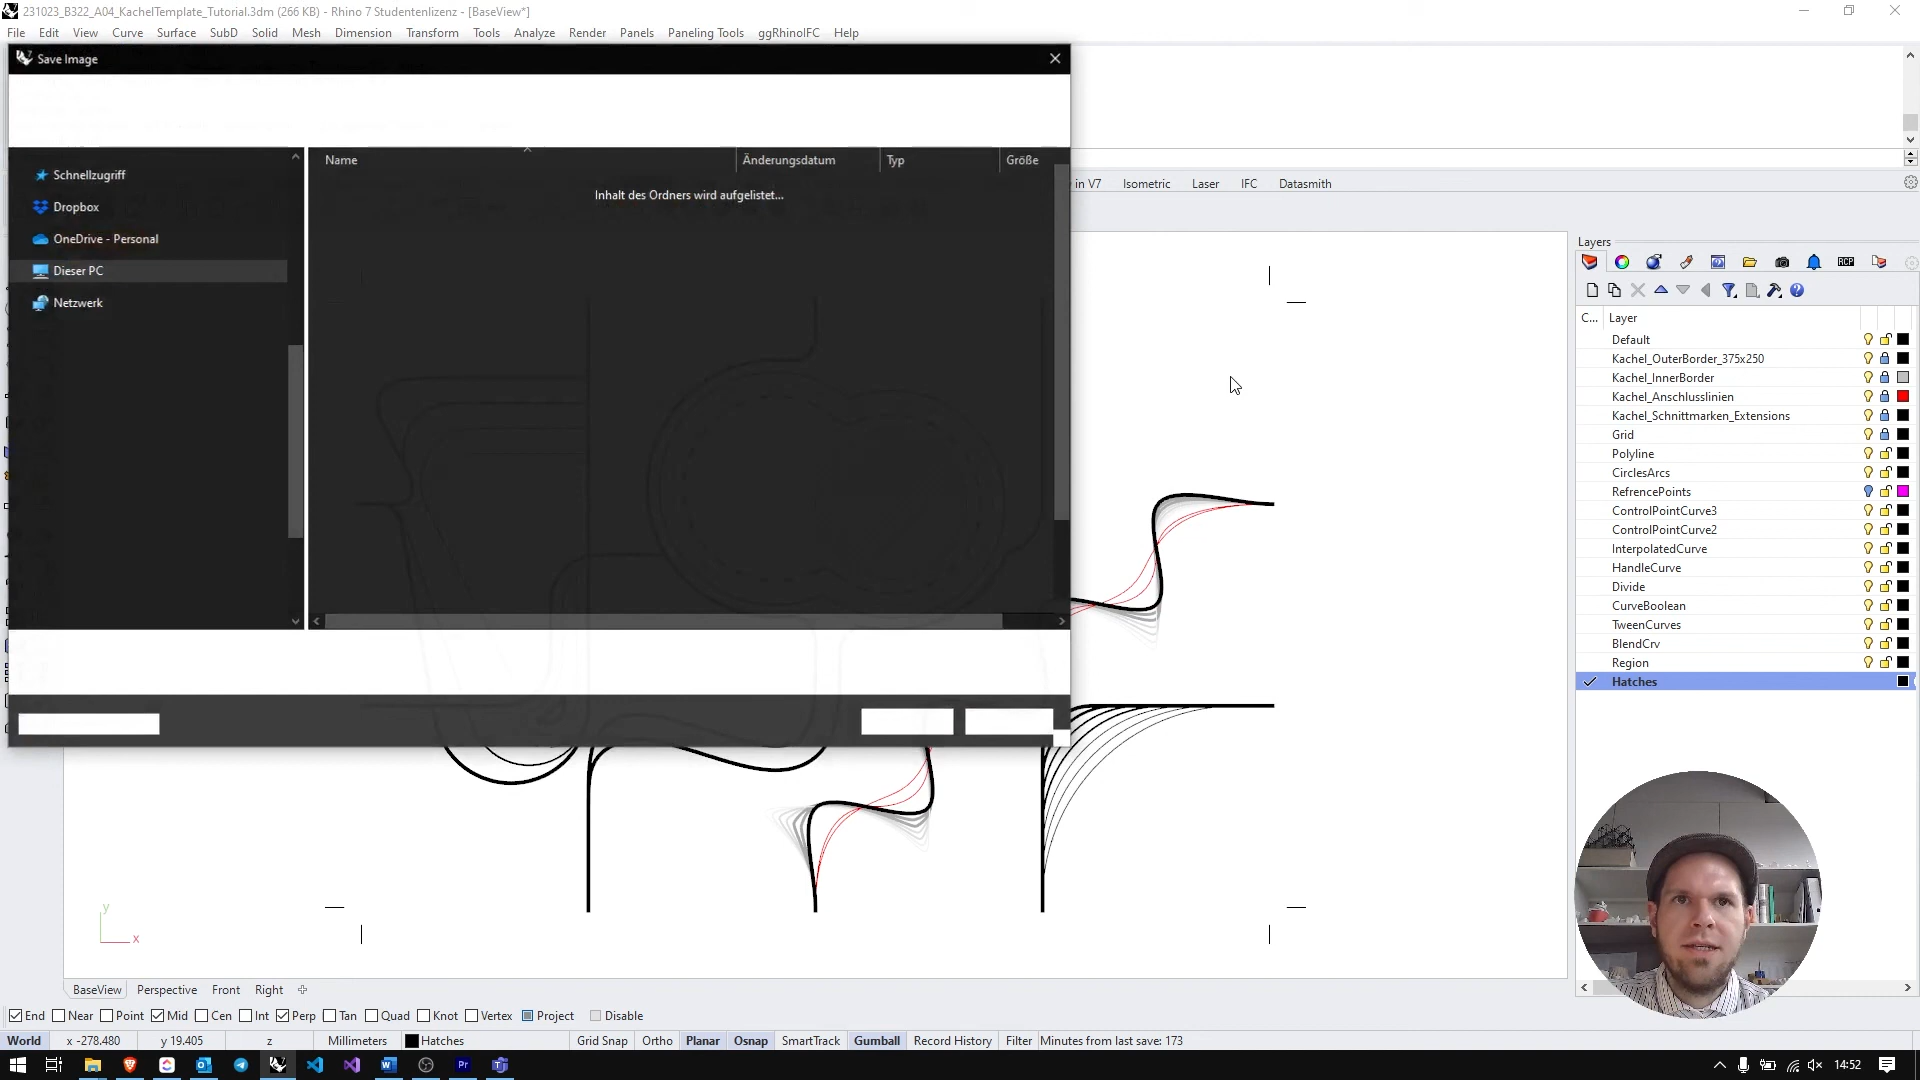 231023_B322_A04_KachelTemplate_Tutorial.3dm (266 KB) - Rhino 7 Studentenlizenz - [BaseView*]
File Edit View Curve Surface SubD Solid Mesh Dimension Transform Tools Analyze Render Panels Paneling Tools ggRhinoIFC Help
Save Image
Name Änderungsdatum Typ Größe
Inhalt des Ordners wird aufgelistet...
Schnellzugriff
Dropbox
OneDrive - Personal
Dieser PC
Netzwerk
in V7 Isometric Laser IFC Datasmith
Layers
RCP
C... Layer
Default
Kachel_OuterBorder_375x250
Kachel_InnerBorder
Kachel_Anschlusslinien
Kachel_Schnittmarken_Extensions
Grid
Polyline
CirclesArcs
RefrencePoints
ControlPointCurve3
ControlPointCurve2
InterpolatedCurve
HandleCurve
Divide
CurveBoolean
TweenCurves
BlendCrv
Region
Hatches
y
x
BaseView Perspective Front Right
End Near Point Mid Cen Int Perp Tan Quad Knot Vertex Project Disable
World x -278.480 y 19.405 z Millimeters Hatches Grid Snap Ortho Planar Osnap SmartTrack Gumball Record History Filter Minutes from last save: 173
14:52